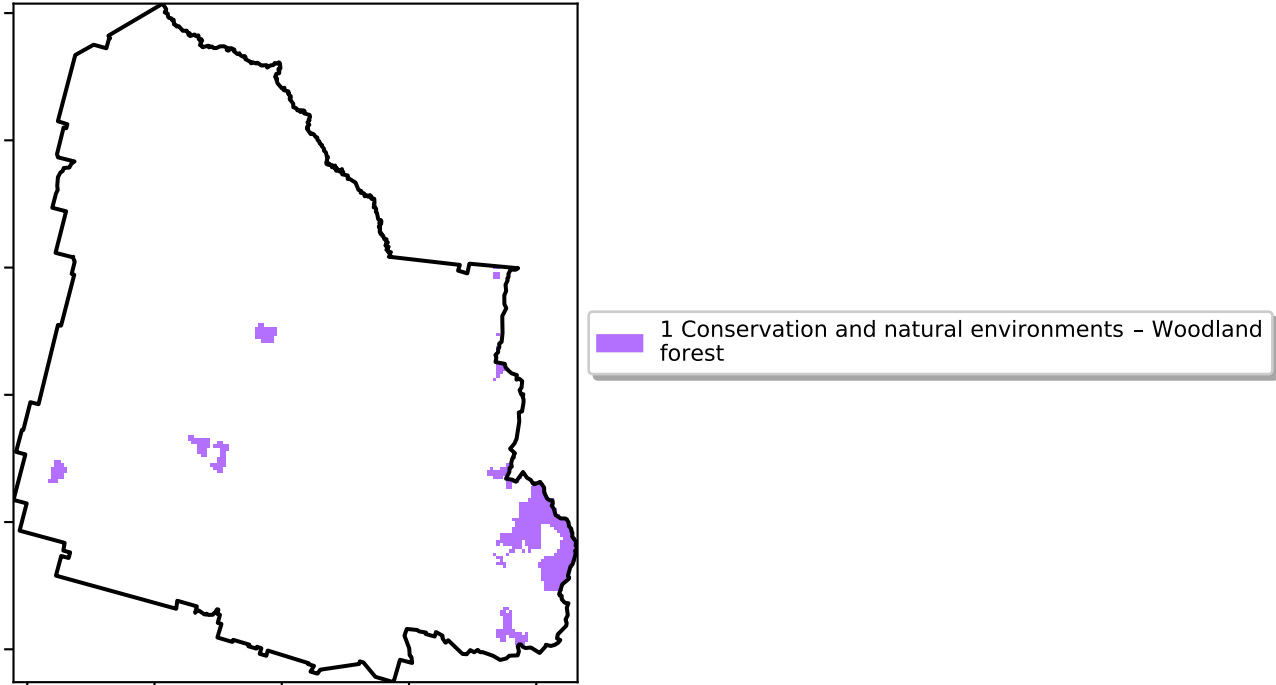 1 Conservation and natural environments – Woodland
forest